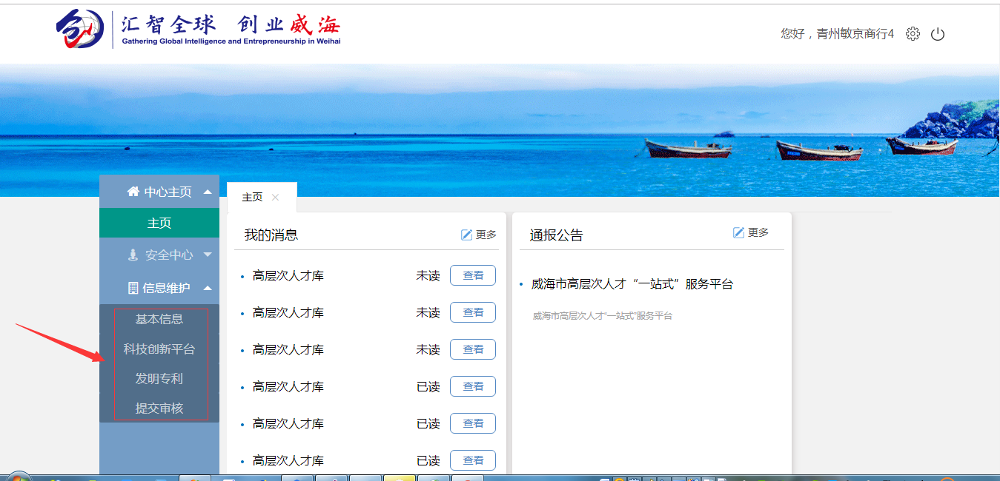 汇智全球 创业威海
Gathering Global Intelligence and Entrepreneurship in Weihai
您好，青州敏京商行4
中心主页
主页
安全中心
信息维护
基本信息
科技创新平台
发明专利
提交审核
主页 ×
我的消息 更多
高层次人才库 未读 查看
高层次人才库 未读 查看
高层次人才库 未读 查看
高层次人才库 已读 查看
高层次人才库 已读 查看
高层次人才库 已读 查看
通报公告 更多
威海市高层次人才“一站式”服务平台
威海市高层次人才“一站式”服务平台